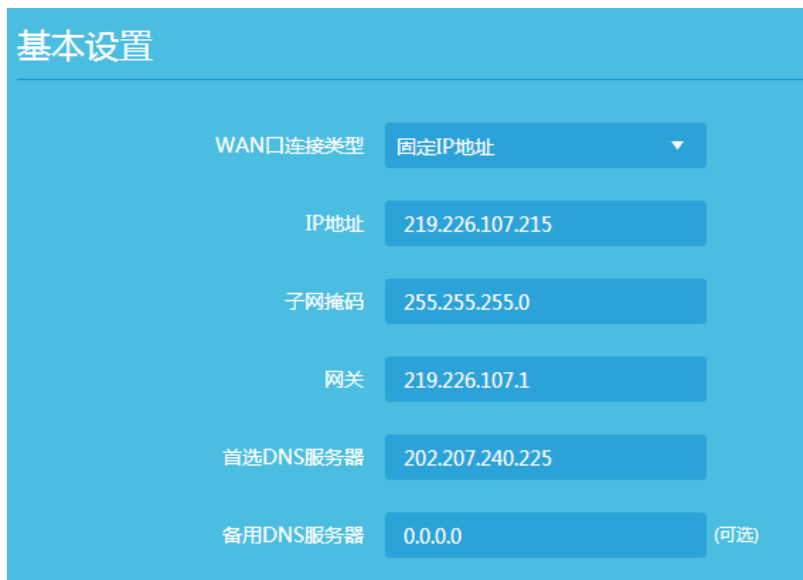 基本设置
WAN口连接类型 固定IP地址
IP地址 219.226.107.215
子网掩码 255.255.255.0
网关 219.226.107.1
首选DNS服务器 202.207.240.225
备用DNS服务器 0.0.0.0 (可选)